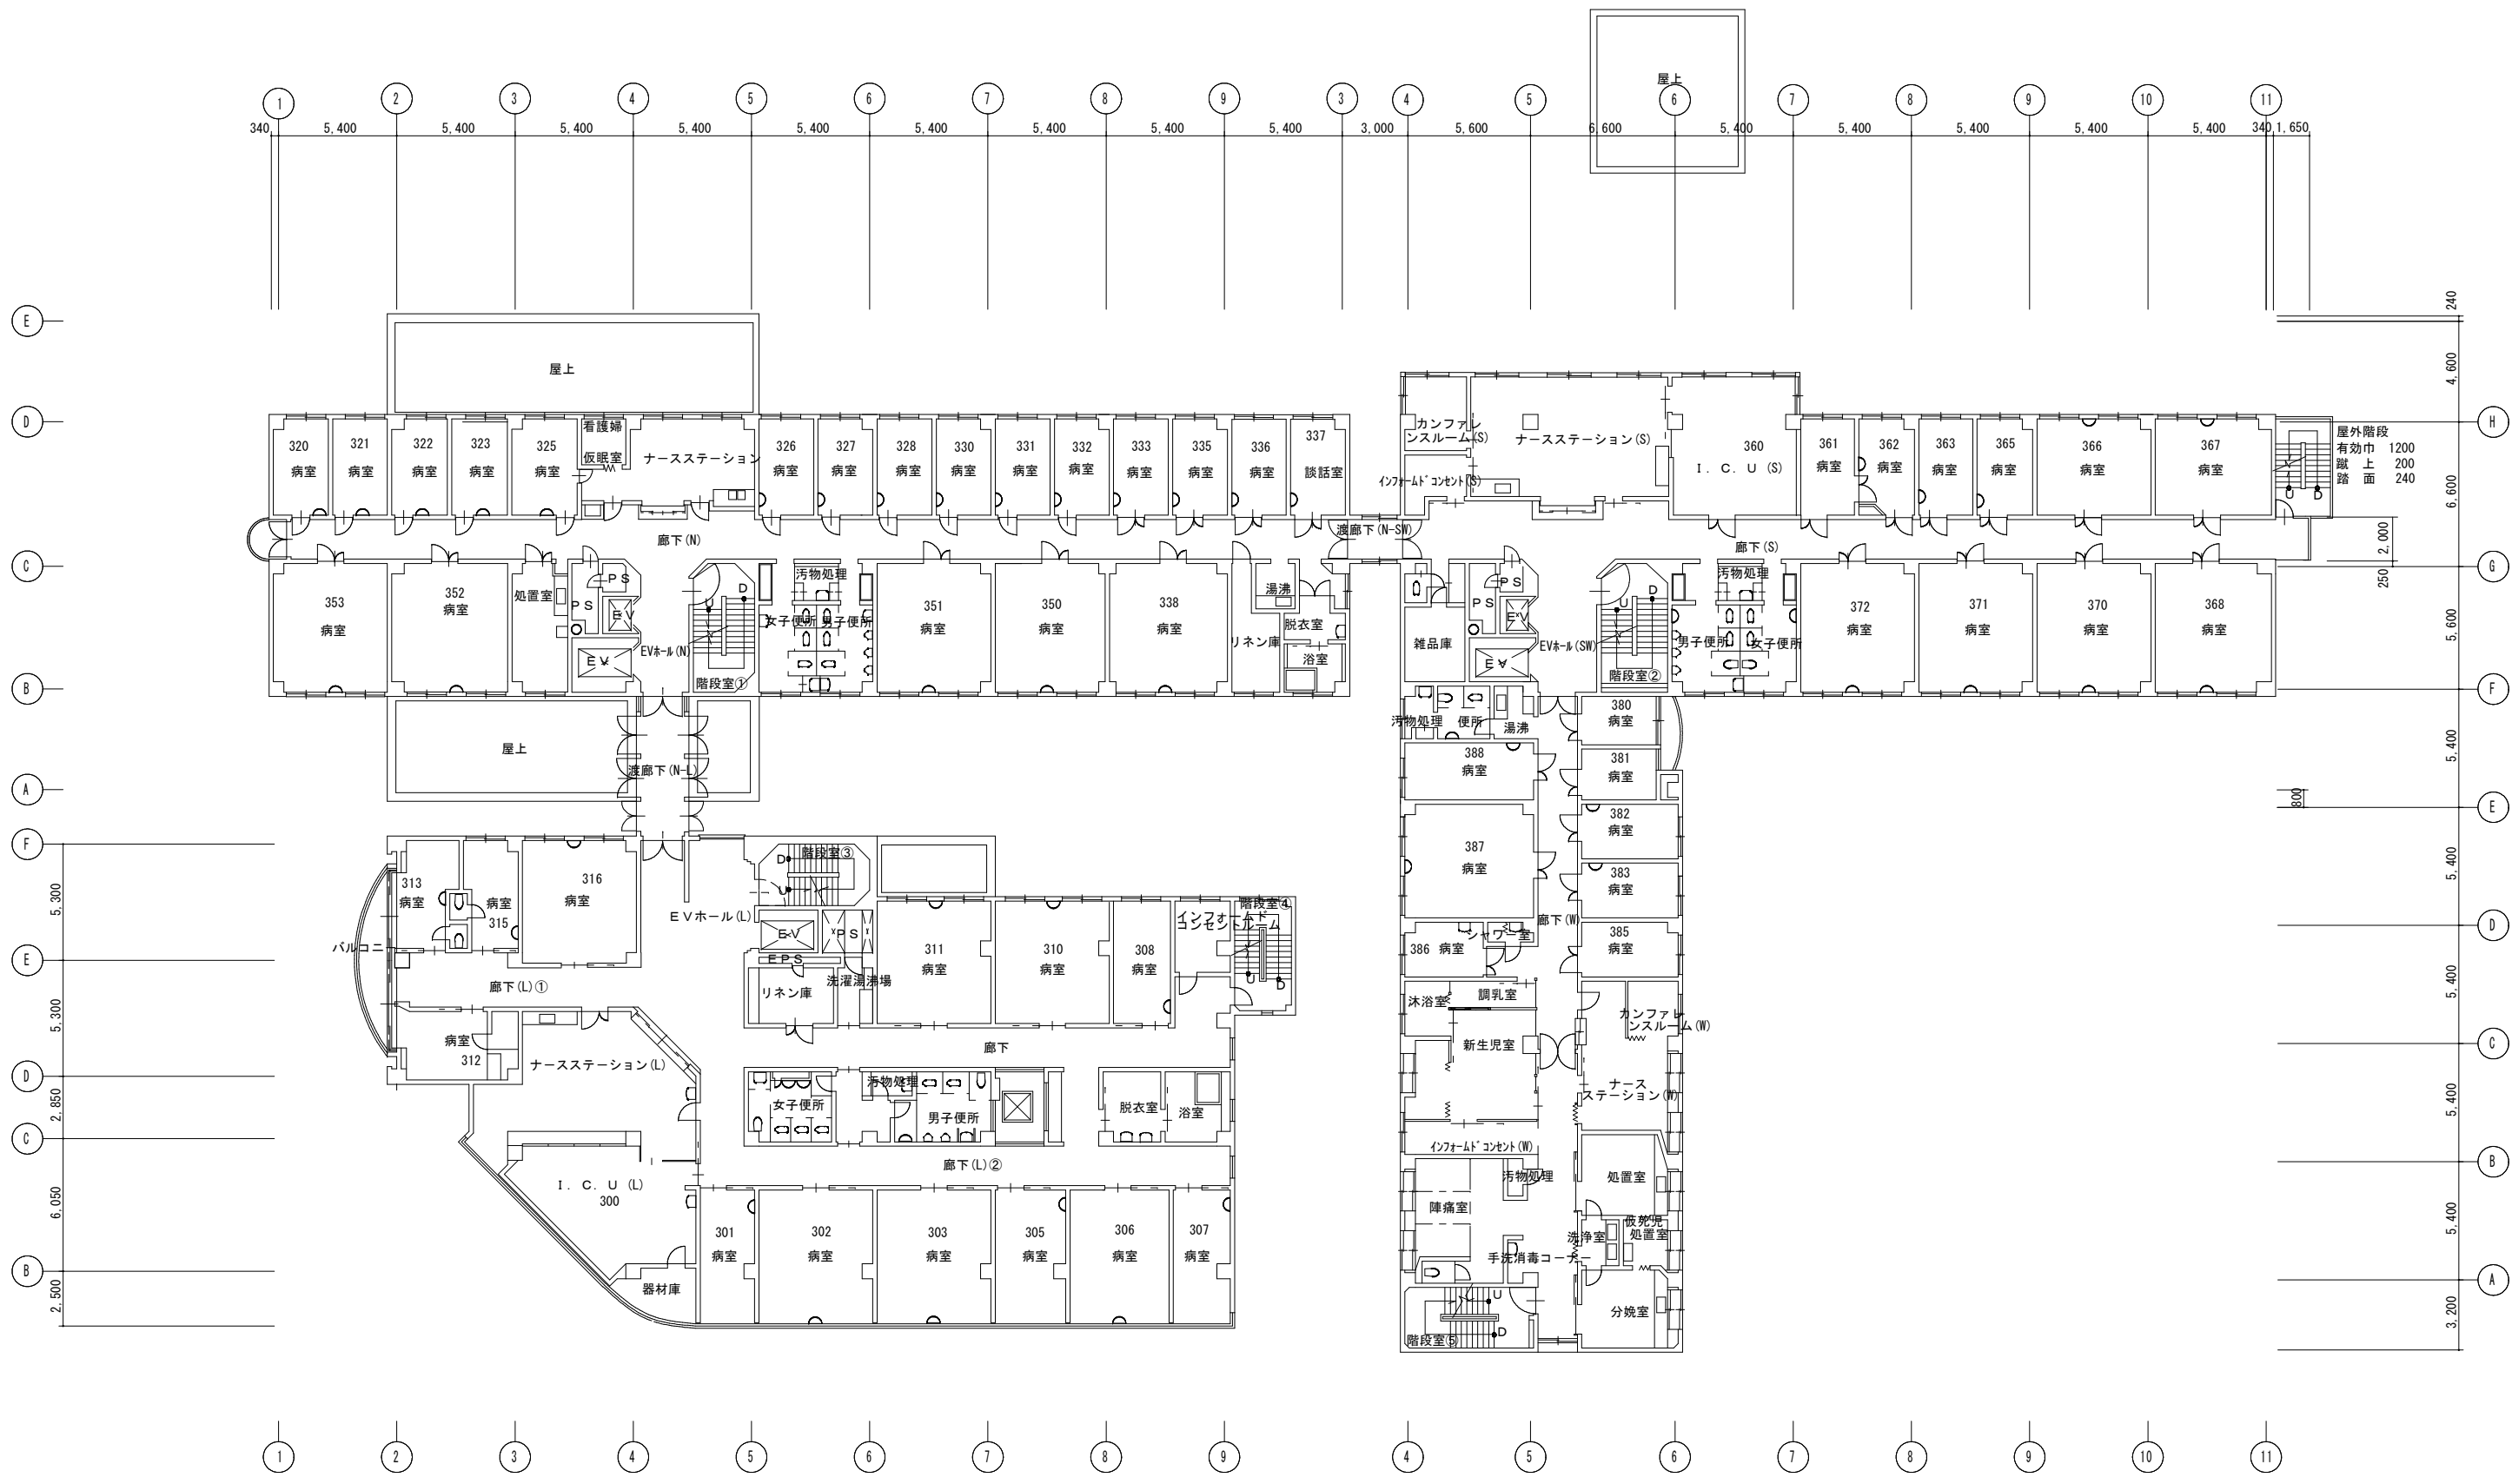 屋上
1 2 3 4 5 6 7 8 9 3 4 5 6 7 8 9 10 11
340 5,400 5,400 5,400 5,400 5,400 5,400 5,400 5,400 5,400 3,000 5,600 6,600 5,400 5,400 5,400 5,400 5,400 340 1,650
E
240
屋上
4,600
D
H
320 病室
321 病室
322 病室
323 病室
325 病室
看護婦
仮眠室
ナースステーション
326 病室
327 病室
328 病室
330 病室
331 病室
332 病室
333 病室
335 病室
336 病室
337 談話室
カンファレ
ンスルーム(S)
ナースステーション(S)
インフォームドコンセント(S)
360
I.C.U(S)
361 病室
362 病室
363 病室
365 病室
366 病室
367 病室
屋外階段
有効巾 1200
蹴上 200
踏面 240
U D
6,600
廊下(N)
渡廊下(N-SW)
廊下(S)
2,000
250
C
G
353 病室
352 病室
処置室
PS
PS
EV
EV
EVホール(N)
U
D
階段室①
汚物処理
女子便所
男子便所
351 病室
350 病室
338 病室
湯沸
脱衣室
リネン庫
浴室
雑品庫
PS
PS
EV
EV
EVホール(SW)
U
D
階段室②
汚物処理
男子便所
女子便所
372 病室
371 病室
370 病室
368 病室
5,600
B
F
屋上
渡廊下(N-L)
汚物処理
便所
湯沸
380 病室
388 病室
381 病室
5,400
A
E
800
382 病室
387 病室
383 病室
廊下(W)
5,400
F
313 病室
病室 315
316 病室
EVホール(L)
D
U
階段室③
EV
PS
EPS
洗濯湯沸場
リネン庫
311 病室
310 病室
308 病室
インフォームド
コンセントルーム
階段室④
U
D
バルコニー
5,300
386 病室
シャワー室
385 病室
D
E
廊下(L)①
5,300
病室
312
ナースステーション(L)
廊下
沐浴室
調乳室
カンファレ
ンスルーム(W)
新生児室
5,400
C
D
ナース
ステーション(W)
女子便所
汚物処理
男子便所
脱衣室
浴室
2,850
5,400
C
廊下(L)②
インフォームドコンセント(W)
B
I.C.U(L)
300
汚物処理
処置室
陣痛室
6,050
301 病室
302 病室
303 病室
305 病室
306 病室
307 病室
洗浄室
仮死児
処置室
手洗消毒コーナー
5,400
B
A
器材庫
2,500
U
D
階段室⑤
分娩室
3,200
1 2 3 4 5 6 7 8 9 4 5 6 7 8 9 10 11